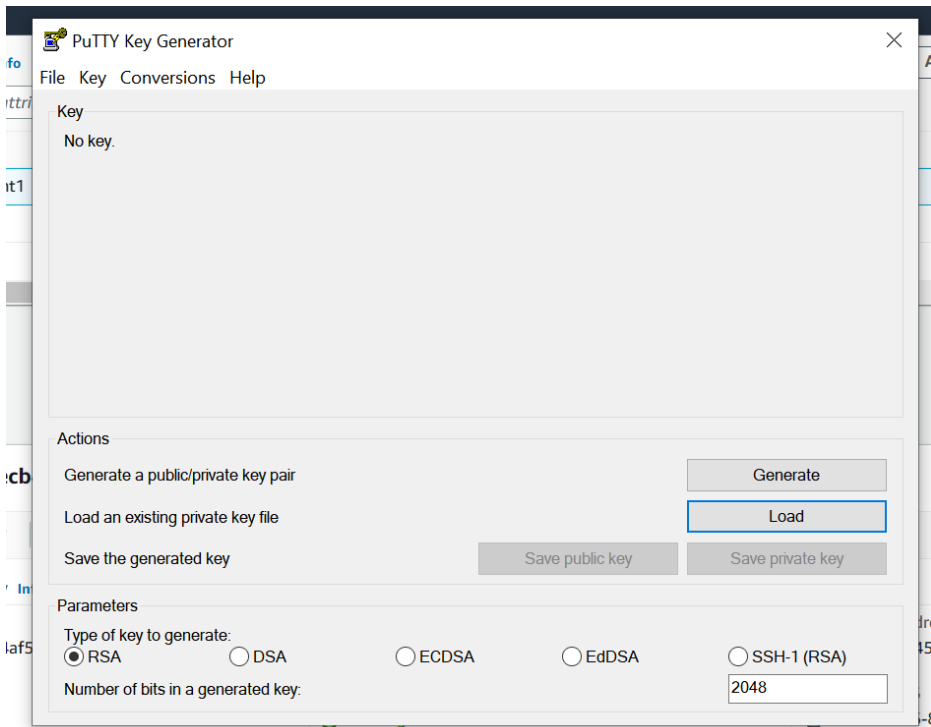 PuTTY Key Generator
File Key Conversions Help
Key
No key.
Actions
Generate a public/private key pair
Generate
Load an existing private key file
Load
Save the generated key
Save public key
Save private key
Parameters
Type of key to generate:
RSA
DSA
ECDSA
EdDSA
SSH-1 (RSA)
Number of bits in a generated key:
2048